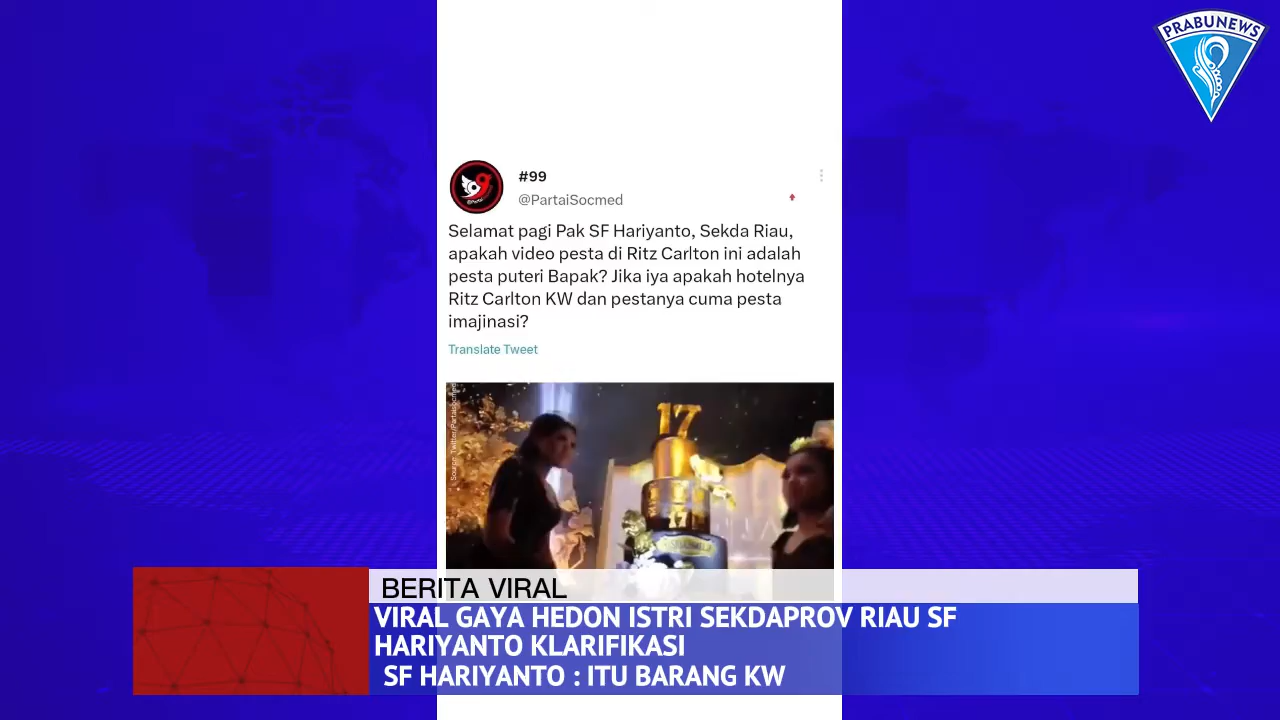 PRABUNEWS
#99
@PartaiSocmed
Selamat pagi Pak SF Hariyanto, Sekda Riau,
apakah video pesta di Ritz Carlton ini adalah
pesta puteri Bapak? Jika iya apakah hotelnya
Ritz Carlton KW dan pestanya cuma pesta
imajinasi?
Translate Tweet
17
17
BERITA VIRAL
VIRAL GAYA HEDON ISTRI SEKDAPROV RIAU SF
HARIYANTO KLARIFIKASI
SF HARIYANTO : ITU BARANG KW